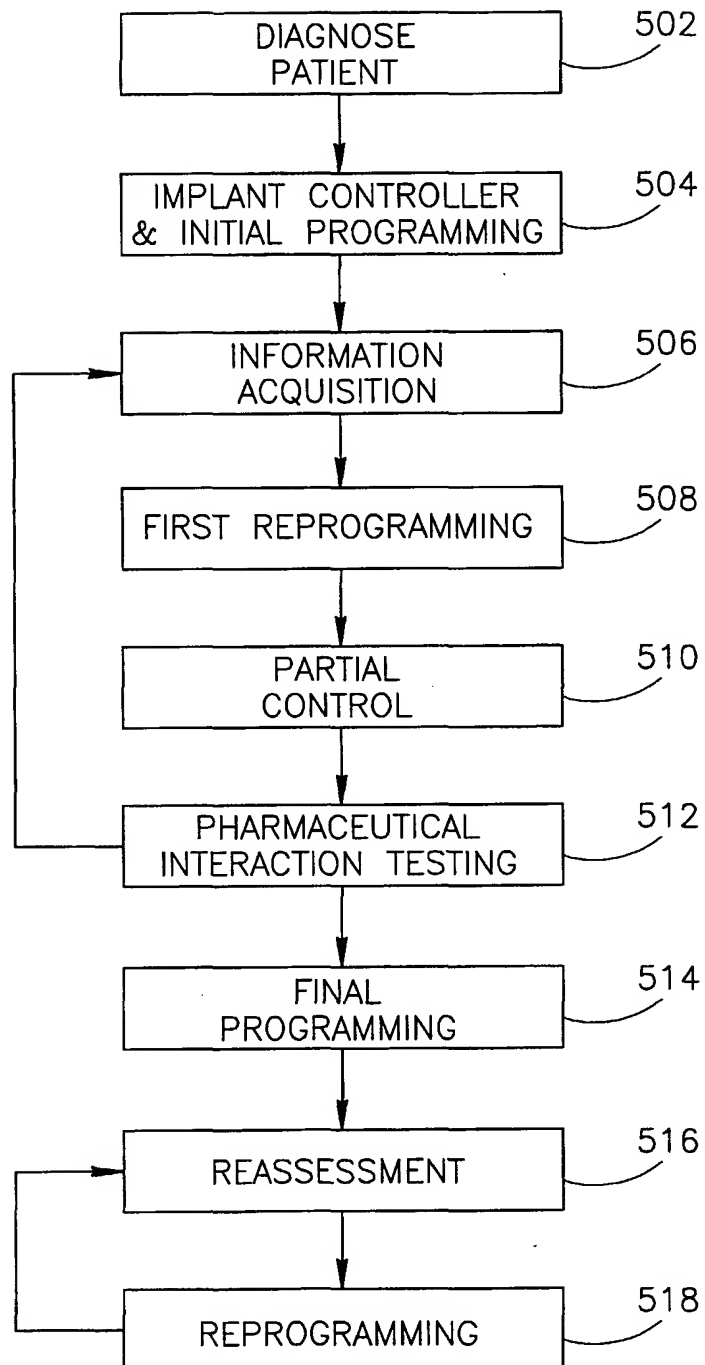 DIAGNOSE
PATIENT
502
IMPLANT CONTROLLER
& INITIAL PROGRAMMING
504
INFORMATION
ACQUISITION
506
FIRST REPROGRAMMING
508
PARTIAL
CONTROL
510
PHARMACEUTICAL
INTERACTION TESTING
512
FINAL
PROGRAMMING
514
REASSESSMENT
516
REPROGRAMMING
518